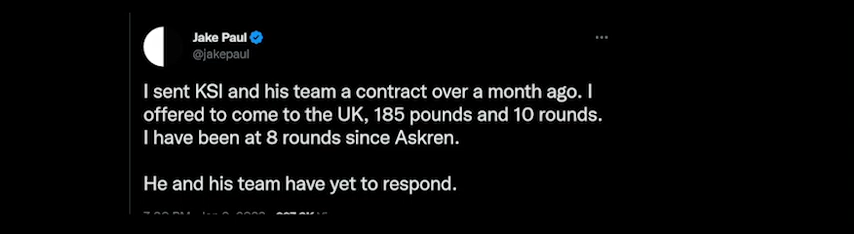 Jake Paul
@jakepaul
I sent KSI and his team a contract over a month ago. I
offered to come to the UK, 185 pounds and 10 rounds.
I have been at 8 rounds since Askren.
He and his team have yet to respond.